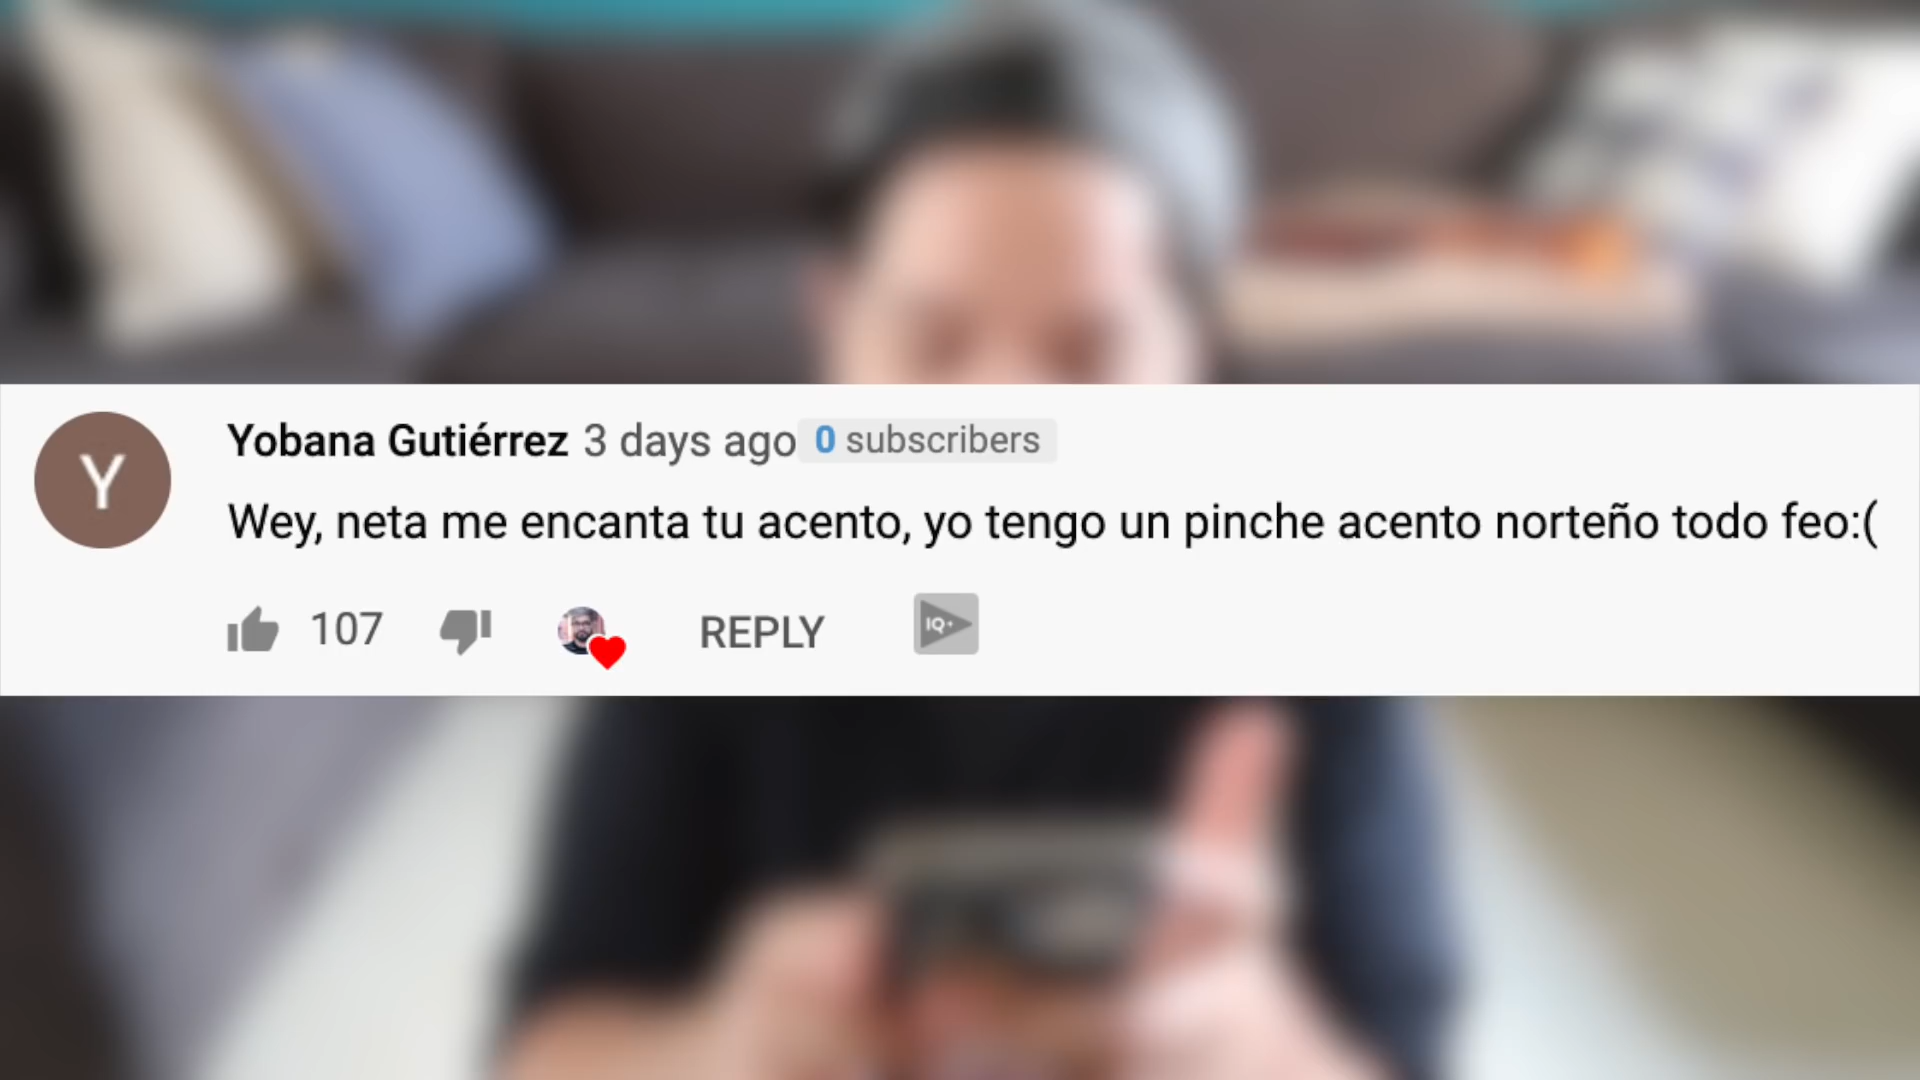 Y
Yobana Gutiérrez 3 days ago 0 subscribers
Wey, neta me encanta tu acento, yo tengo un pinche acento norteño todo feo:(
107 REPLY IQ+